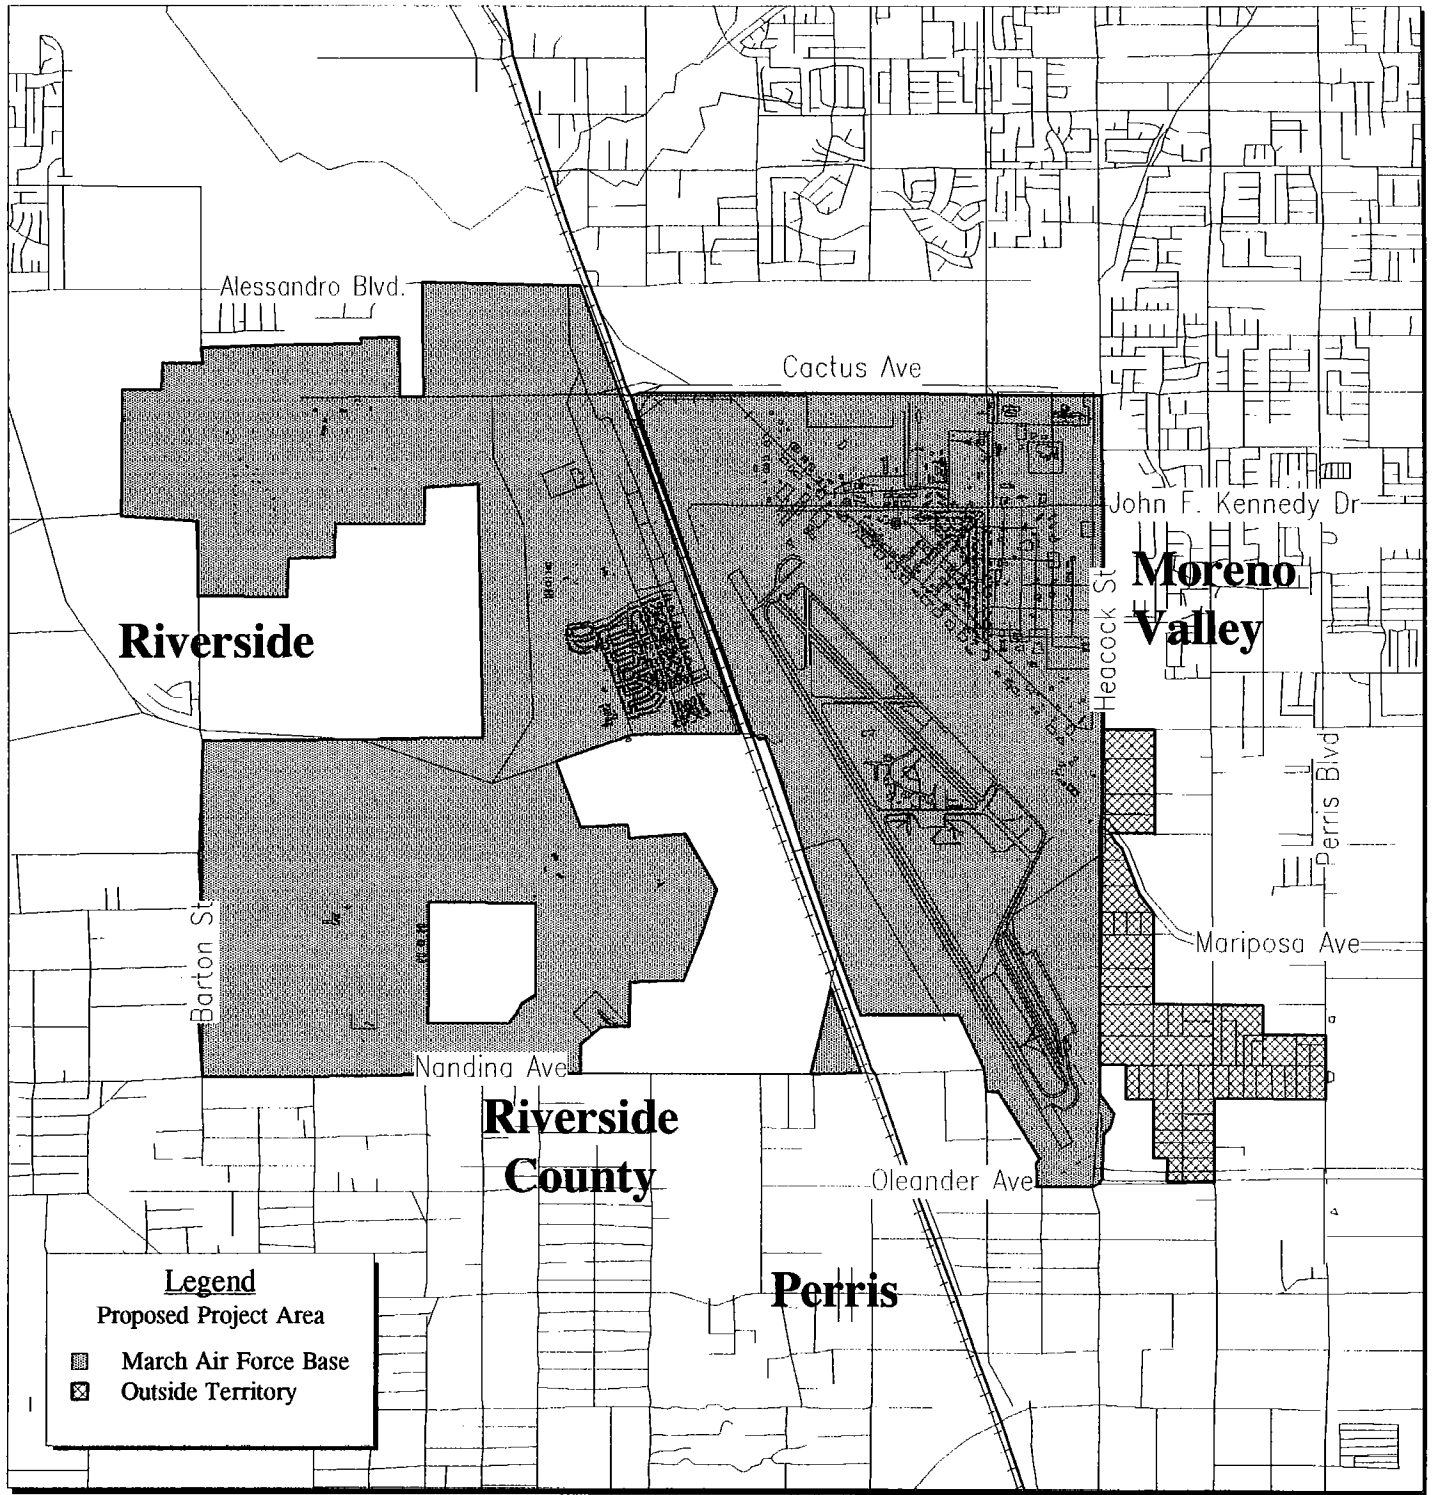 Alessandro Blvd.
Cactus Ave
John F. Kennedy Dr
Moreno
Valley
Heacock St
Riverside
Perris Blvd
Mariposa Ave
Barton St
Nandina Ave
Riverside
County
Oleander Ave
Perris
Legend
Proposed Project Area
March Air Force Base
Outside Territory